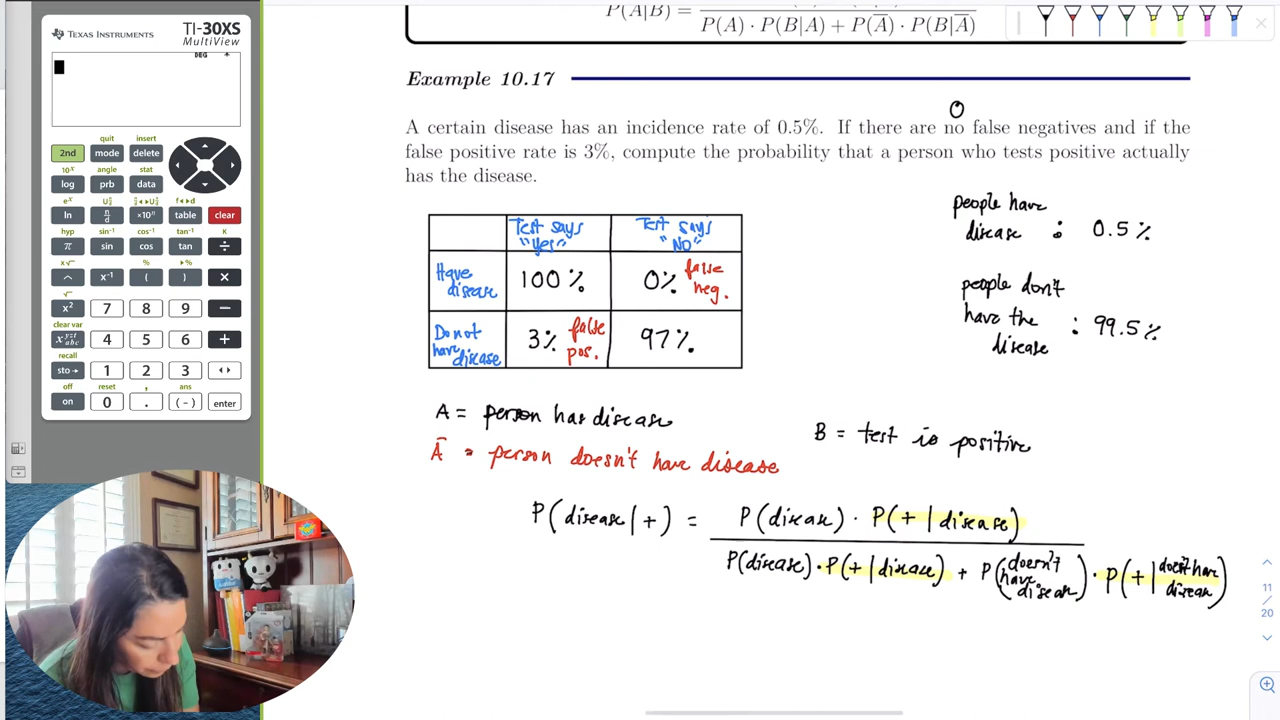 TEXAS INSTRUMENTS
TI-30XS
MultiView
DEG
quit insert
2nd mode delete
10^x angle stat
log prb data
e^x
ln n/d ×10ⁿ table clear
hyp sin⁻¹ cos⁻¹ tan⁻¹ K
π sin cos tan ÷
x√ % ▸%
^ x⁻¹ ( ) ×
√
x² 7 8 9 −
clear var
x yzt abc 4 5 6 +
recall
sto→ 1 2 3 ◂▸
off reset , ans
on 0 . (-) enter
P(A|B) =
P(A) · P(B|A) + P(A̅) · P(B|A̅)
Example 10.17
0
A certain disease has an incidence rate of 0.5%. If there are no false negatives and if the
false positive rate is 3%, compute the probability that a person who tests positive actually
has the disease.
Test says "Yes" Test says "No"
Have disease 100% 0% false neg.
Do not have disease 3% false pos. 97%
people have disease : 0.5%
people don't have the disease : 99.5%
A = person has disease
A̅ = person doesn't have disease
B = test is positive
P(disease | +) = P(disease) · P(+ | disease)
P(disease) · P(+ | disease) + P(doesn't have disease) · P(+ | doesn't have disease)
11
/
20